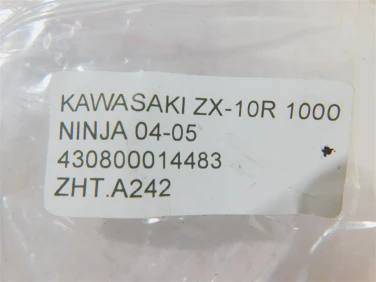 KAWASAKI ZX-10R 1000
NINJA 04-05
430800014483
ZHT.A242